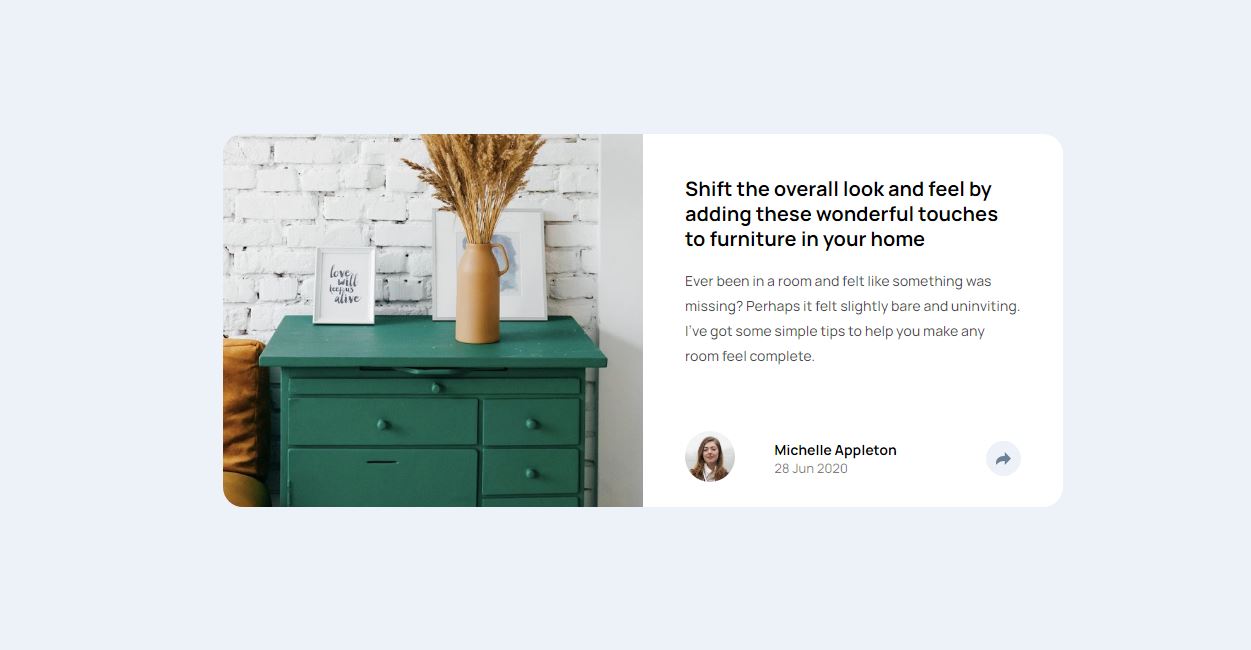 love
will
keep us
alive
Shift the overall look and feel by
adding these wonderful touches
to furniture in your home
Ever been in a room and felt like something was
missing? Perhaps it felt slightly bare and uninviting.
I've got some simple tips to help you make any
room feel complete.
Michelle Appleton
28 Jun 2020